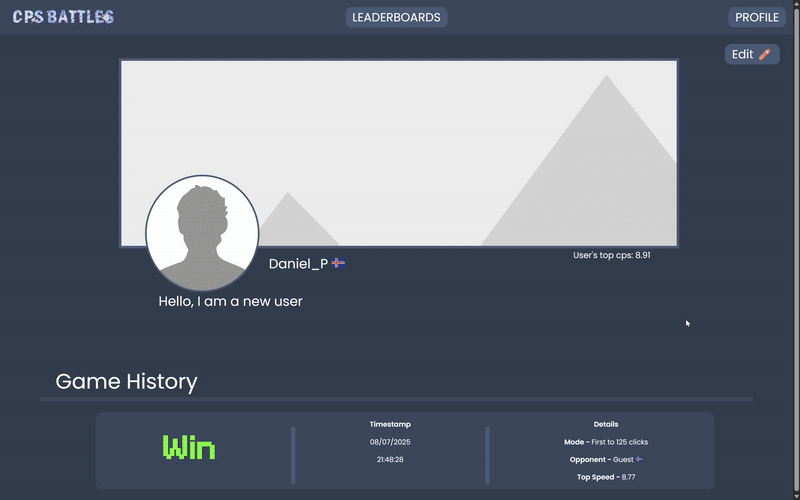 CPS BATTLES
LEADERBOARDS
PROFILE
Edit
Daniel_P
User's top cps: 8.91
Hello, I am a new user
Game History
Win
Timestamp
08/07/2025
21:48:28
Details
Mode - First to 125 clicks
Opponent - Guest
Top Speed - 8.77